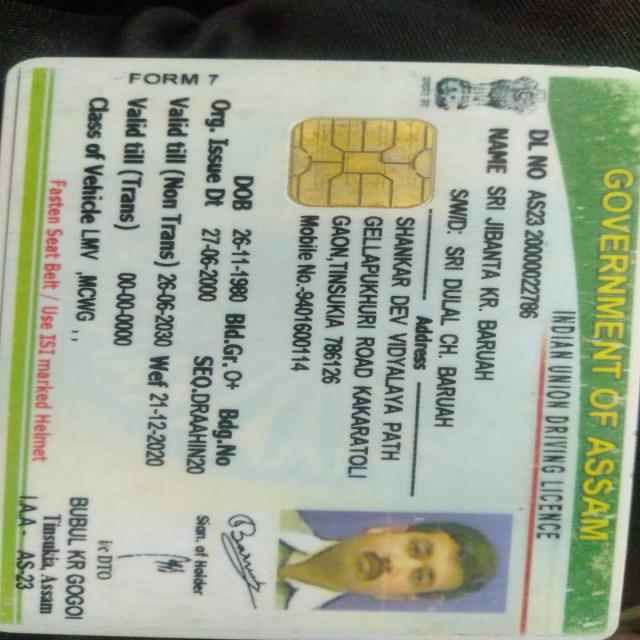 GOVERNMENT OF ASSAM
INDIAN UNION DRIVING LICENCE
DL NO AS23 20000022786
NAME SRI JIBANTA KR. BARUAH
S/W/D: SRI DULAL CH. BARUAH
Address
SHANKAR DEV VIDYALAYA PATH
GELLAPUKHURI ROAD KAKARATOLI
GAON,TINSUKIA 786126
Mobile No.-9401600114
DOB 26-11-1980 Bld.Gr. O+ Bdg.No
Org. Issue Dt 27-06-2000 SEQ.DRAAHIN20
Valid till (Non Trans) 26-06-2030 Wef 21-12-2020
Valid till (Trans) 00-00-0000
Class of Vehicle LMV ,MCWG , ,
Fasten Seat Belt / Use ISI marked Helmet
FORM 7
Sign. of Holder
i/c DTO
BUBUL KR GOGOI
Tinsukia, Assam
LAA - AS-23